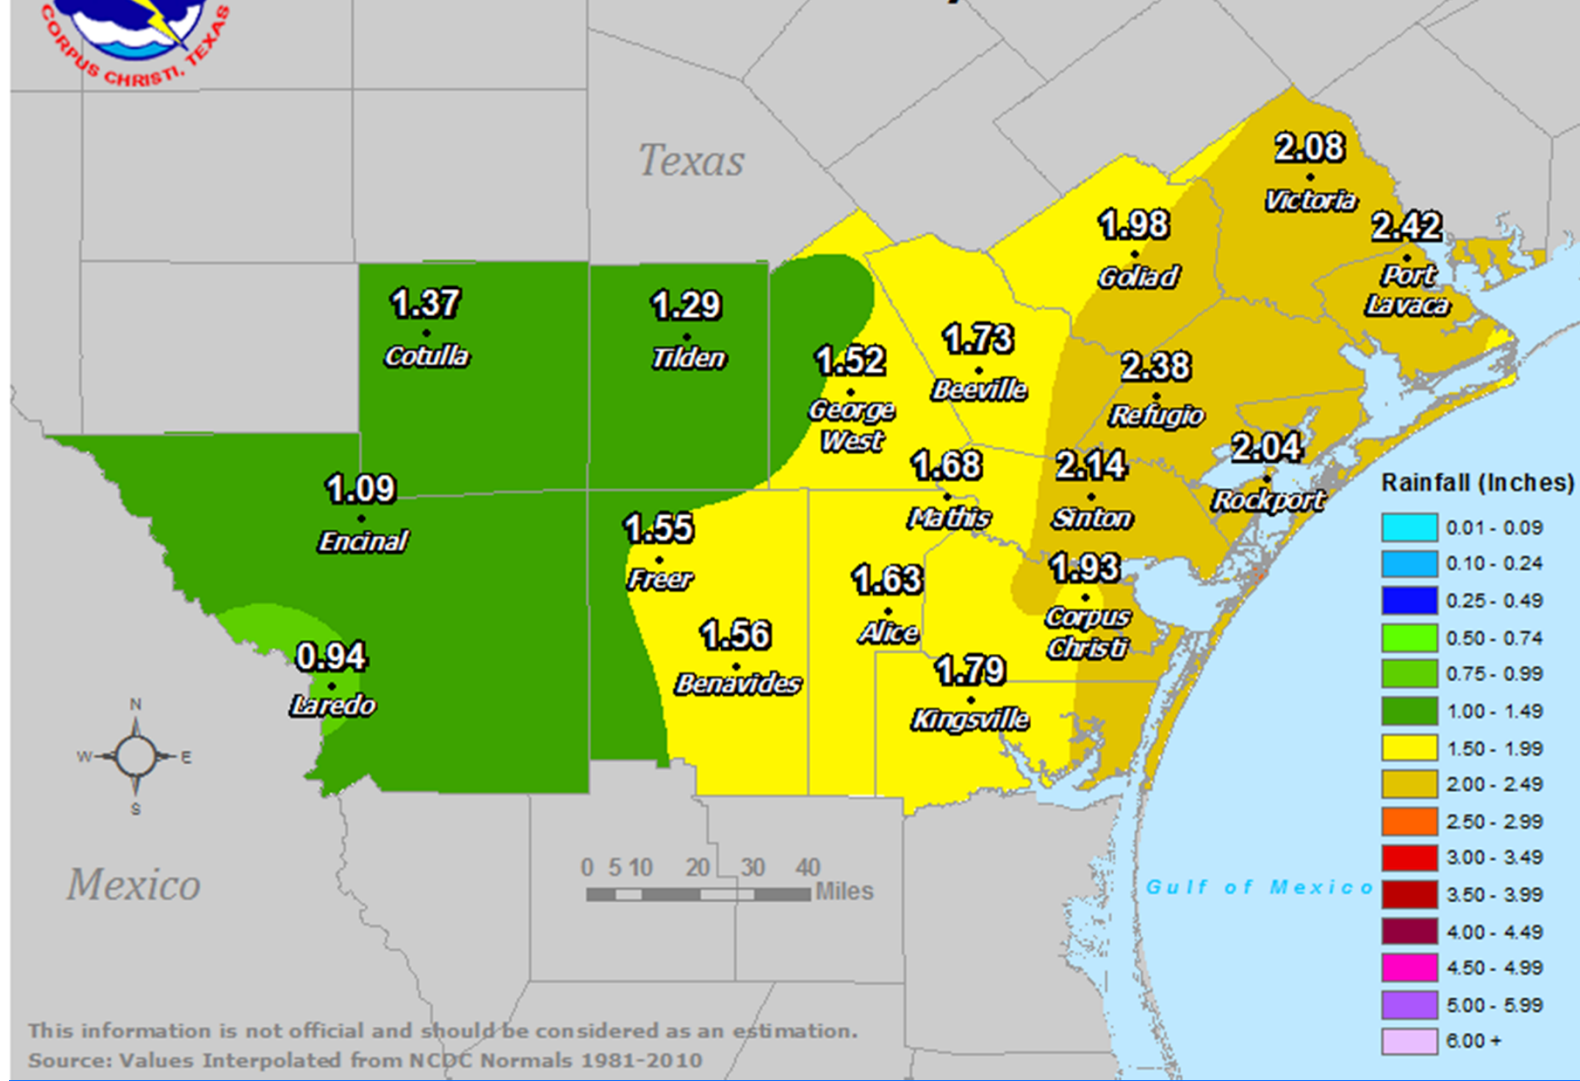 CORPUS CHRISTI, TEXAS
Texas
2.08
Victoria
2.42
Port
Lavaca
1.98
Goliad
1.37
Cotulla
1.29
Tilden
1.52
George
West
1.73
Beeville
2.38
Refugio
2.04
Rockport
1.68
Mathis
2.14
Sinton
1.09
Encinal
1.55
Freer
1.63
Alice
1.93
Corpus
Christi
1.56
Benavides
1.79
Kingsville
0.94
Laredo
N
W E
S
Mexico
0 5 10 20 30 40
Miles
Gulf of Mexico
Rainfall (Inches)
0.01 - 0.09
0.10 - 0.24
0.25 - 0.49
0.50 - 0.74
0.75 - 0.99
1.00 - 1.49
1.50 - 1.99
2.00 - 2.49
2.50 - 2.99
3.00 - 3.49
3.50 - 3.99
4.00 - 4.49
4.50 - 4.99
5.00 - 5.99
6.00 +
This information is not official and should be considered as an estimation.
Source: Values Interpolated from NCDC Normals 1981-2010